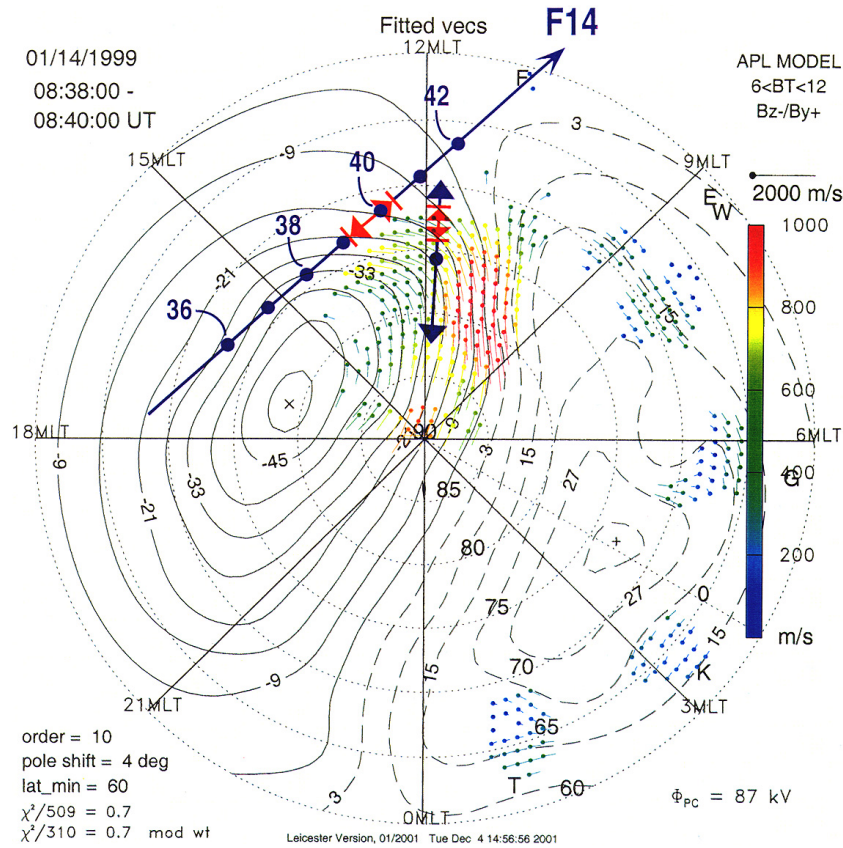 F14
Fitted vecs
12MLT
01/14/1999
08:38:00 -
08:40:00 UT
APL MODEL
6<BT<12
Bz-/By+
F
42
3
-9
15MLT
40
9MLT
E
W
2000 m/s
38
1000
-21
-33
36
15
800
600
18MLT
90
6MLT
-9
3
15
400
-45
27
G
-33
85
-21
200
80
0
27
75
m/s
15
70
15
K
-9
21MLT
3MLT
65
order = 10
pole shift = 4 deg
lat_min = 60
T
60
-3
ΦPC = 87 kV
χ²/509 = 0.7
χ²/310 = 0.7 mod wt
0MLT
Leicester Version, 01/2001 Tue Dec 4 14:56:56 2001